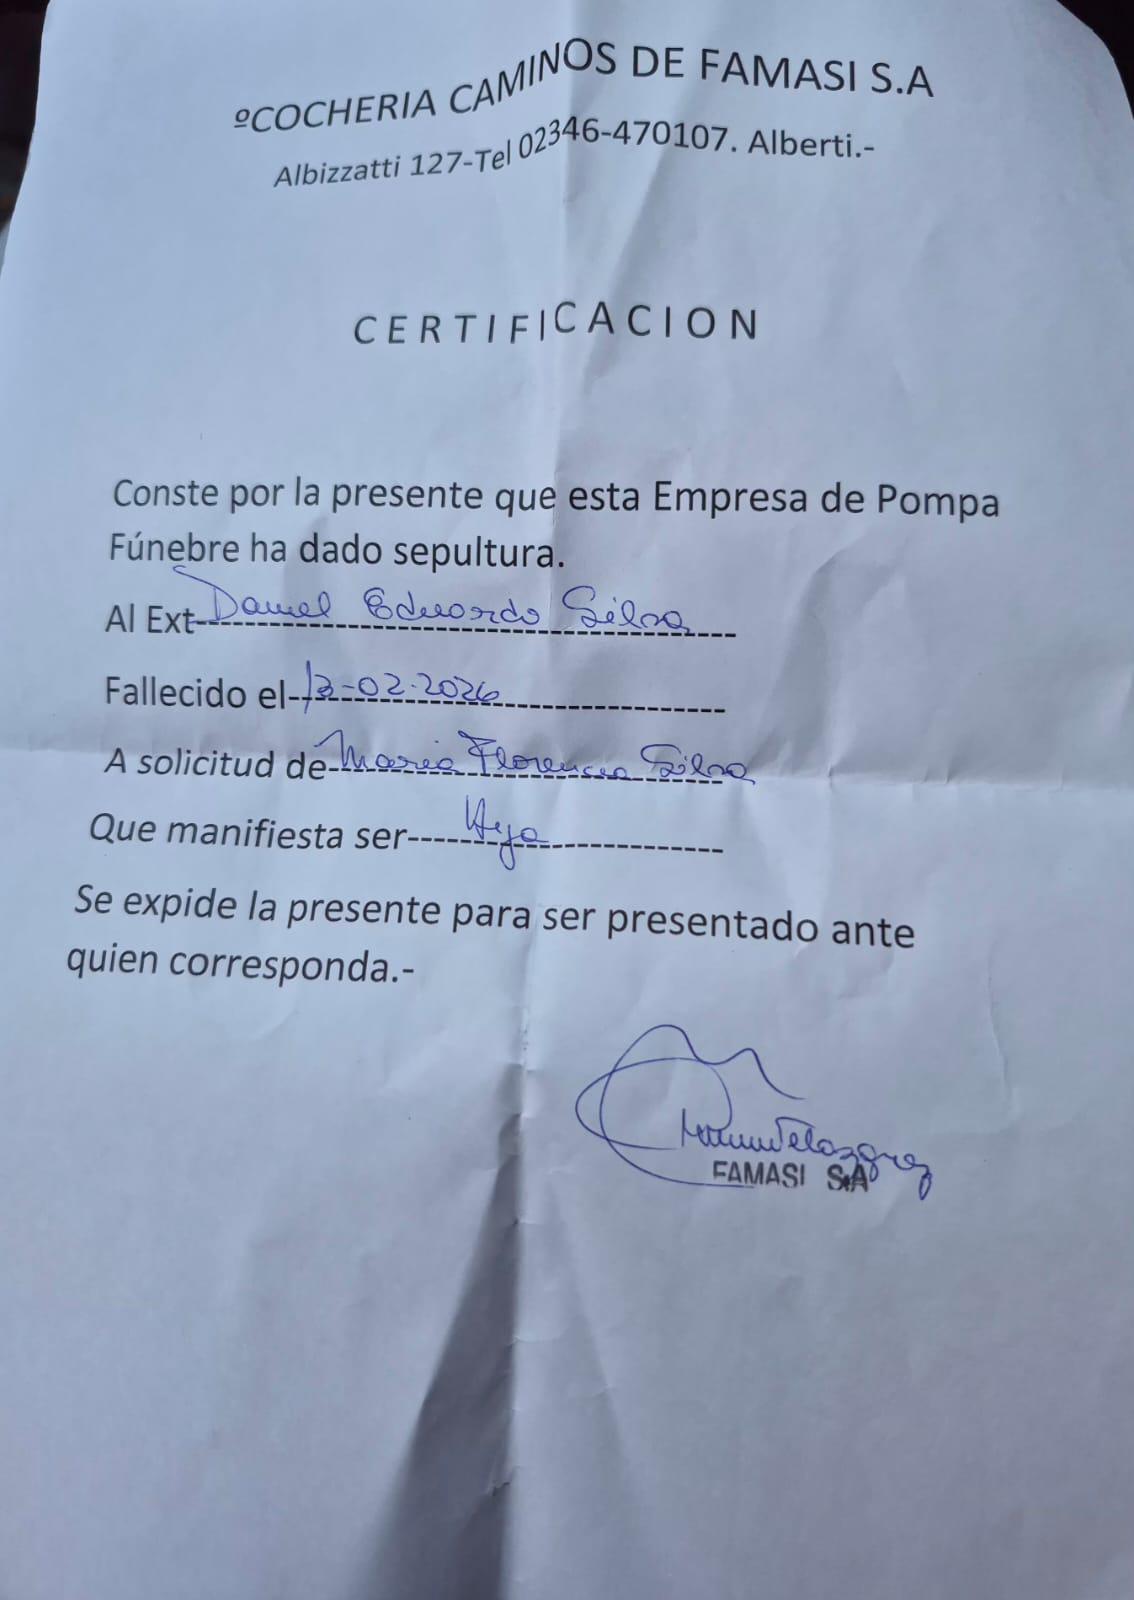 ºCOCHERIA CAMINOS DE FAMASI S.A
Albizzatti 127-Tel 02346-470107. Alberti.-
CERTIFICACION
Conste por la presente que esta Empresa de Pompa
Fúnebre ha dado sepultura.
Al Ext Daniel Eduardo Silva
Fallecido el 13-02-2026
A solicitud de Maria Florencia Silva
Que manifiesta ser Hija
Se expide la presente para ser presentado ante
quien corresponda.-
Velazquez
FAMASI S.A